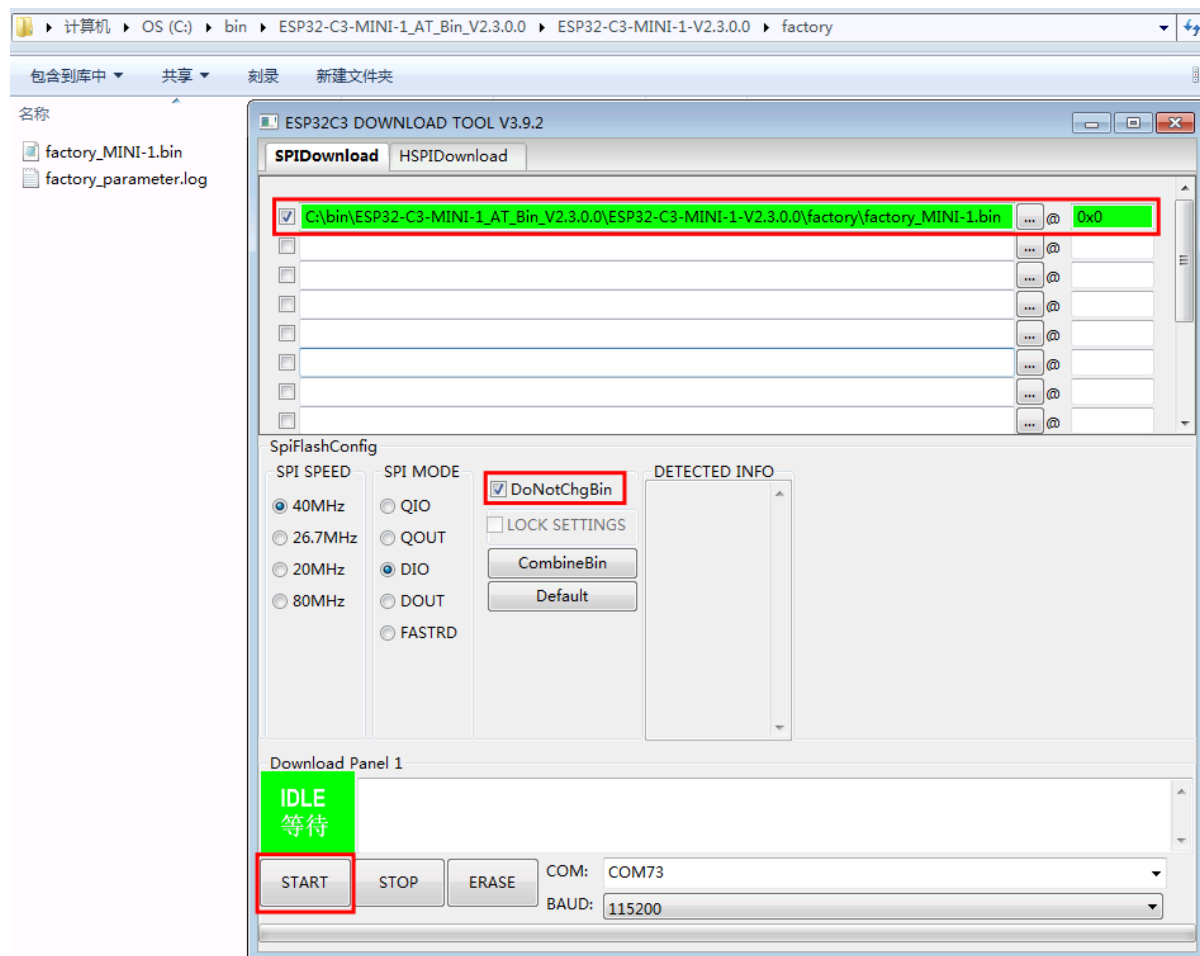 计算机 OS (C:) bin ESP32-C3-MINI-1_AT_Bin_V2.3.0.0 ESP32-C3-MINI-1-V2.3.0.0 factory
包含到库中 共享 刻录 新建文件夹
名称
factory_MINI-1.bin
factory_parameter.log
ESP32C3 DOWNLOAD TOOL V3.9.2
SPIDownload HSPIDownload
C:\bin\ESP32-C3-MINI-1_AT_Bin_V2.3.0.0\ESP32-C3-MINI-1-V2.3.0.0\factory\factory_MINI-1.bin ... @ 0x0
... @
... @
... @
... @
... @
... @
... @
SpiFlashConfig
SPI SPEED
40MHz
26.7MHz
20MHz
80MHz
SPI MODE
QIO
QOUT
DIO
DOUT
FASTRD
DoNotChgBin
LOCK SETTINGS
CombineBin
Default
DETECTED INFO
Download Panel 1
IDLE
等待
START STOP ERASE
COM: COM73
BAUD: 115200